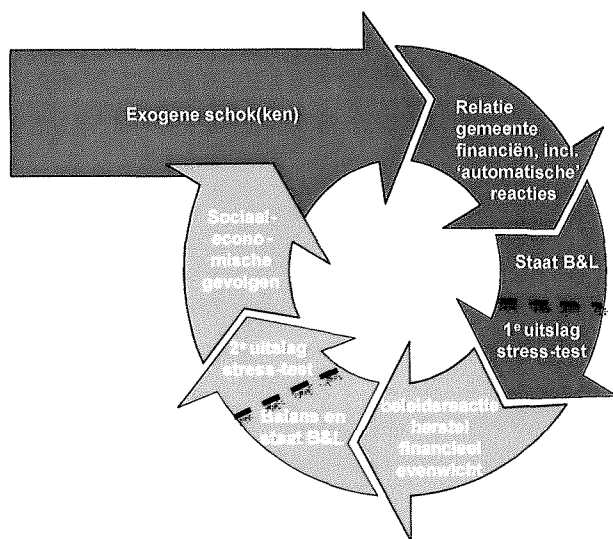 Exogene schok(ken)
Relatie
gemeente
financiën, incl.
'automatische'
reacties
Staat B&L
1e uitslag
stress-test
beleidsreactie
herstel
financieel
evenwicht
2e uitslag
stress-test
Balans en
staat B&L
Sociaal-
econo-
mische
gevolgen